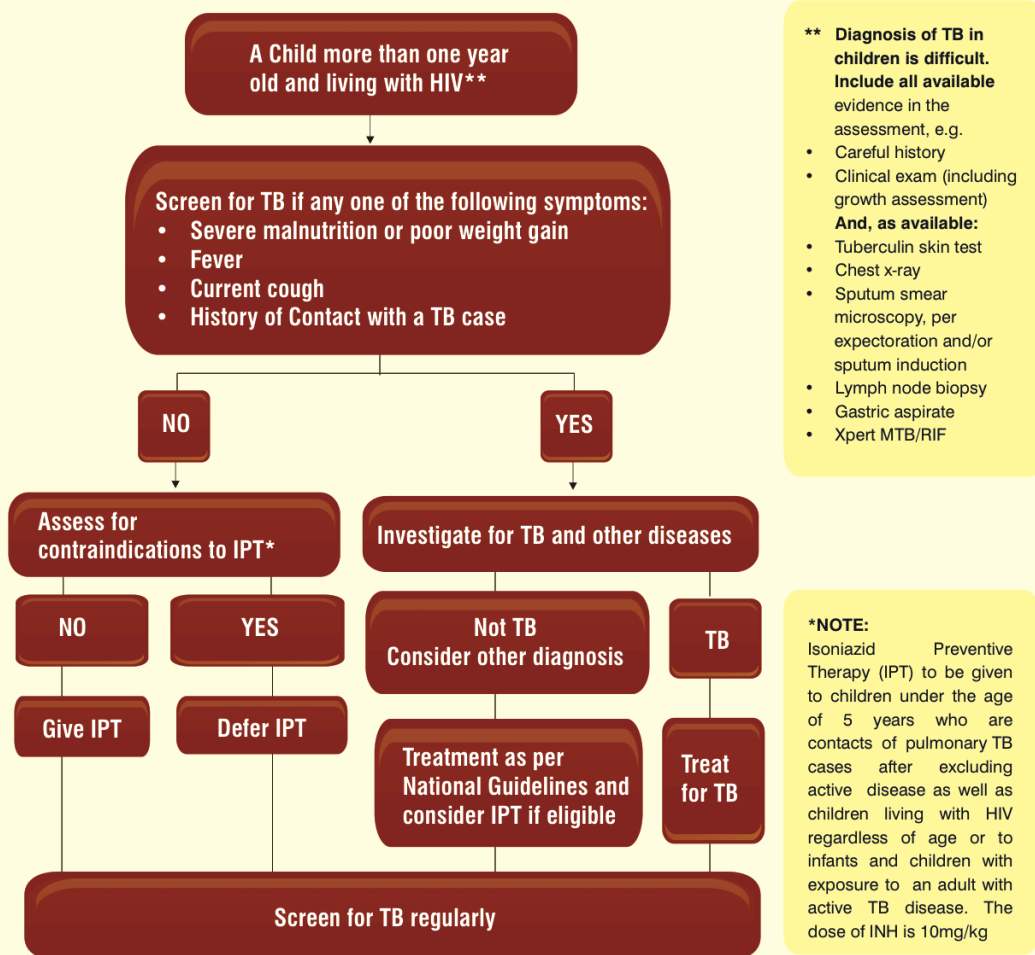 A Child more than one year
old and living with HIV**
Screen for TB if any one of the following symptoms:
• Severe malnutrition or poor weight gain
• Fever
• Current cough
• History of Contact with a TB case
NO
YES
Assess for
contraindications to IPT*
Investigate for TB and other diseases
NO
YES
Not TB
Consider other diagnosis
TB
Give IPT
Defer IPT
Treatment as per
National Guidelines and
consider IPT if eligible
Treat
for TB
Screen for TB regularly
** Diagnosis of TB in
children is difficult.
Include all available
evidence in the
assessment, e.g.
• Careful history
• Clinical exam (including
growth assessment)
And, as available:
• Tuberculin skin test
• Chest x-ray
• Sputum smear
microscopy, per
expectoration and/or
sputum induction
• Lymph node biopsy
• Gastric aspirate
• Xpert MTB/RIF
*NOTE:
Isoniazid Preventive
Therapy (IPT) to be given
to children under the age
of 5 years who are
contacts of pulmonary TB
cases after excluding
active disease as well as
children living with HIV
regardless of age or to
infants and children with
exposure to an adult with
active TB disease. The
dose of INH is 10mg/kg